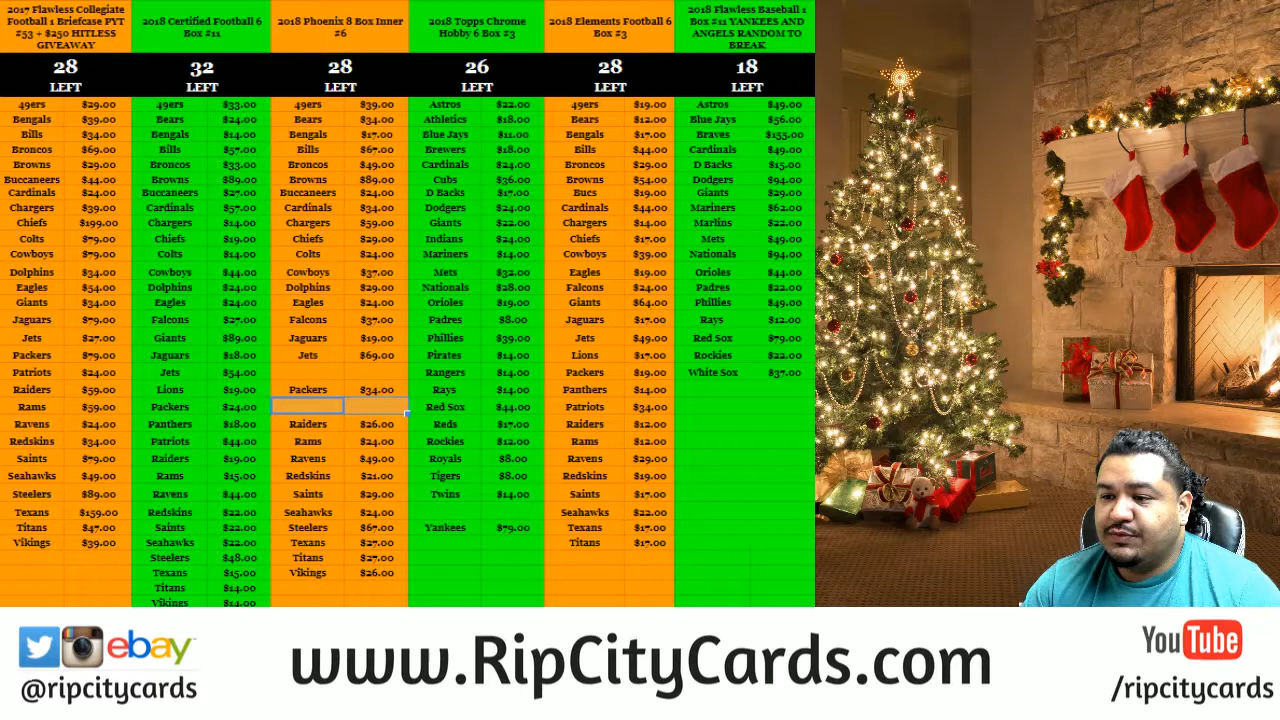 2017 Flawless Collegiate
Football 1 Briefcase PYT
#53 + $250 HITLESS
GIVEAWAY
28
LEFT
49ers $29.00
Bengals $39.00
Bills $34.00
Broncos $69.00
Browns $29.00
Buccaneers $44.00
Cardinals $24.00
Chargers $39.00
Chiefs $199.00
Colts $79.00
Cowboys $79.00
Dolphins $34.00
Eagles $54.00
Giants $34.00
Jaguars $79.00
Jets $27.00
Packers $79.00
Patriots $24.00
Raiders $59.00
Rams $59.00
Ravens $24.00
Redskins $34.00
Saints $79.00
Seahawks $49.00
Steelers $89.00
Texans $159.00
Titans $47.00
Vikings $39.00
2018 Certified Football 6
Box #11
32
LEFT
49ers $33.00
Bears $24.00
Bengals $14.00
Bills $57.00
Broncos $33.00
Browns $89.00
Buccaneers $27.00
Cardinals $57.00
Chargers $14.00
Chiefs $19.00
Colts $14.00
Cowboys $44.00
Dolphins $24.00
Eagles $24.00
Falcons $27.00
Giants $89.00
Jaguars $18.00
Jets $54.00
Lions $19.00
Packers $24.00
Panthers $18.00
Patriots $44.00
Raiders $19.00
Rams $15.00
Ravens $44.00
Redskins $22.00
Saints $22.00
Seahawks $22.00
Steelers $48.00
Texans $15.00
Titans $14.00
Vikings $14.00
2018 Phoenix 8 Box Inner
#6
28
LEFT
49ers $39.00
Bears $34.00
Bengals $17.00
Bills $67.00
Broncos $49.00
Browns $89.00
Buccaneers $24.00
Cardinals $34.00
Chargers $59.00
Chiefs $29.00
Colts $24.00
Cowboys $37.00
Dolphins $29.00
Eagles $24.00
Falcons $37.00
Jaguars $19.00
Jets $69.00
Packers $34.00
Raiders $26.00
Rams $24.00
Ravens $49.00
Redskins $21.00
Saints $29.00
Seahawks $24.00
Steelers $67.00
Texans $27.00
Titans $27.00
Vikings $26.00
2018 Topps Chrome
Hobby 6 Box #3
26
LEFT
Astros $22.00
Athletics $18.00
Blue Jays $11.00
Brewers $18.00
Cardinals $24.00
Cubs $36.00
D Backs $17.00
Dodgers $24.00
Giants $22.00
Indians $24.00
Mariners $14.00
Mets $32.00
Nationals $28.00
Orioles $19.00
Padres $8.00
Phillies $39.00
Pirates $14.00
Rangers $14.00
Rays $14.00
Red Sox $44.00
Reds $17.00
Rockies $12.00
Royals $8.00
Tigers $8.00
Twins $14.00
Yankees $79.00
2018 Elements Football 6
Box #3
28
LEFT
49ers $19.00
Bears $12.00
Bengals $17.00
Bills $44.00
Broncos $29.00
Browns $54.00
Bucs $19.00
Cardinals $44.00
Chargers $14.00
Chiefs $17.00
Cowboys $39.00
Eagles $19.00
Falcons $24.00
Giants $64.00
Jaguars $17.00
Jets $49.00
Lions $17.00
Packers $19.00
Panthers $14.00
Patriots $34.00
Raiders $12.00
Rams $12.00
Ravens $29.00
Redskins $19.00
Saints $17.00
Seahawks $22.00
Texans $17.00
Titans $17.00
2018 Flawless Baseball 1
Box #11 YANKEES AND
ANGELS RANDOM TO
BREAK
18
LEFT
Astros $49.00
Blue Jays $56.00
Braves $155.00
Cardinals $49.00
D Backs $15.00
Dodgers $94.00
Giants $29.00
Mariners $62.00
Marlins $22.00
Mets $49.00
Nationals $94.00
Orioles $44.00
Padres $22.00
Phillies $49.00
Rays $12.00
Red Sox $79.00
Rockies $22.00
White Sox $37.00
ebay
@ripcitycards
www.RipCityCards.com
YouTube
/ripcitycards